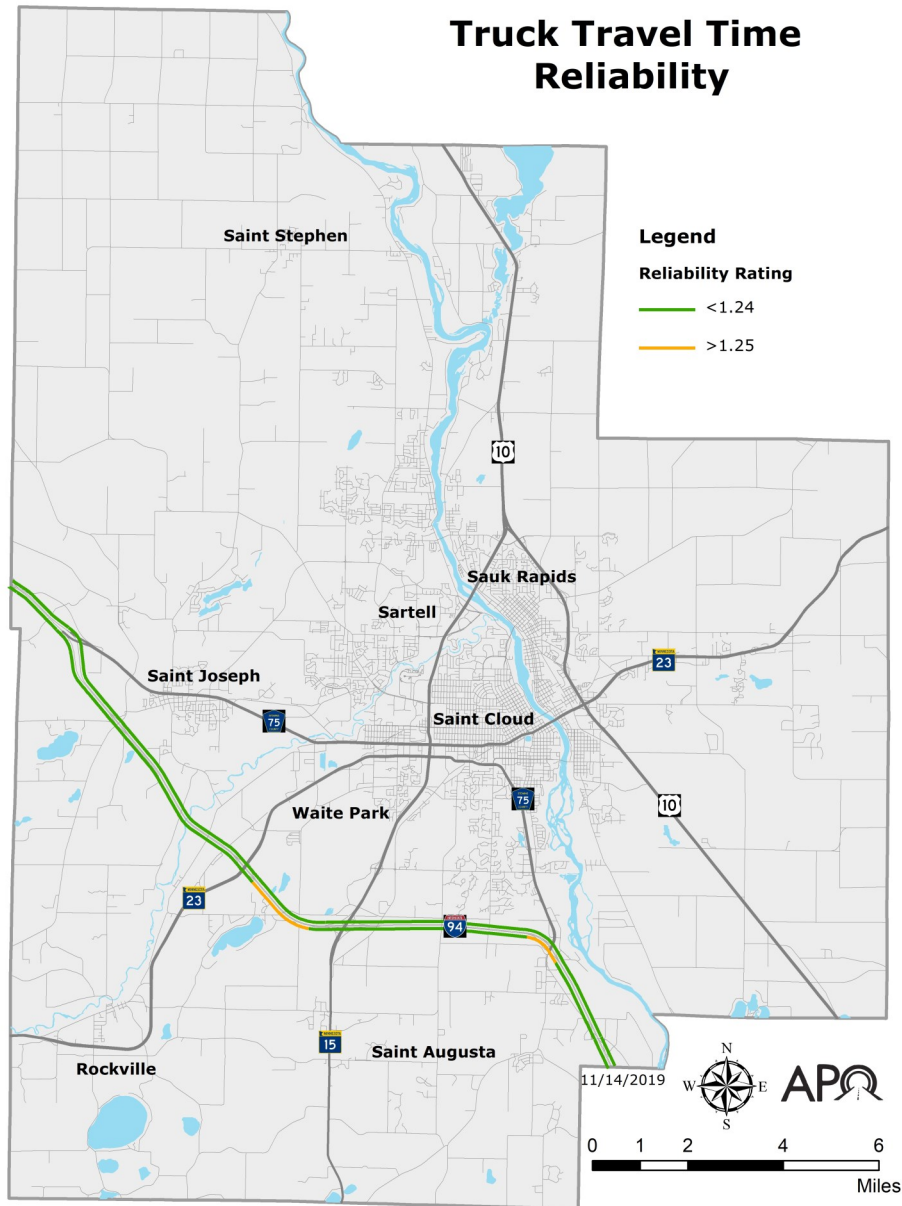 Truck Travel Time
Reliability
Saint Stephen
Legend
Reliability Rating
<1.24
>1.25
10
Sauk Rapids
Sartell
23
Saint Joseph
75
Saint Cloud
75
10
Waite Park
23
94
15
Saint Augusta
Rockville
11/14/2019
N
W
E
S
APO
0 1 2 4 6
Miles